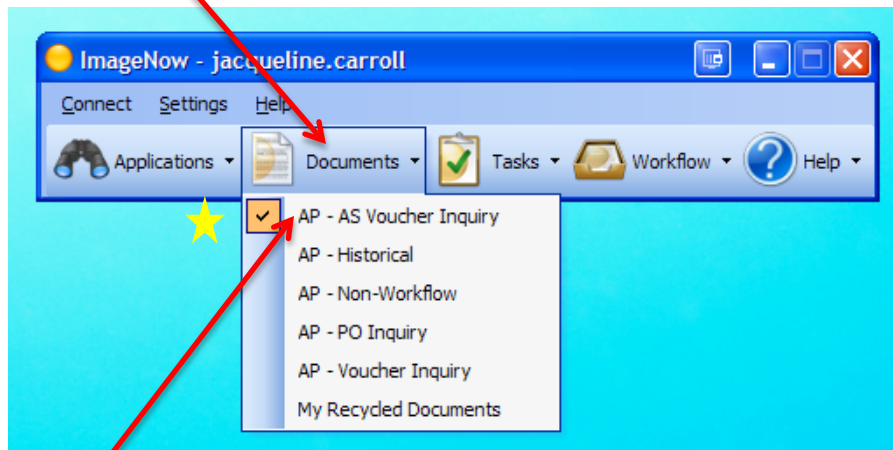 ImageNow - jacqueline.carroll
Connect Settings Help
Applications Documents Tasks Workflow Help
AP - AS Voucher Inquiry
AP - Historical
AP - Non-Workflow
AP - PO Inquiry
AP - Voucher Inquiry
My Recycled Documents